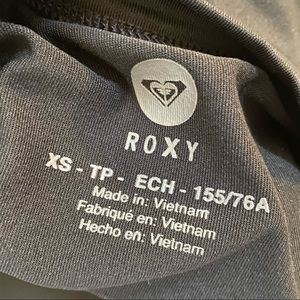 ROXY
XS - TP - ECH - 155/76A
Made in: Vietnam
Fabriqué en: Vietnam
Hecho en: Vietnam